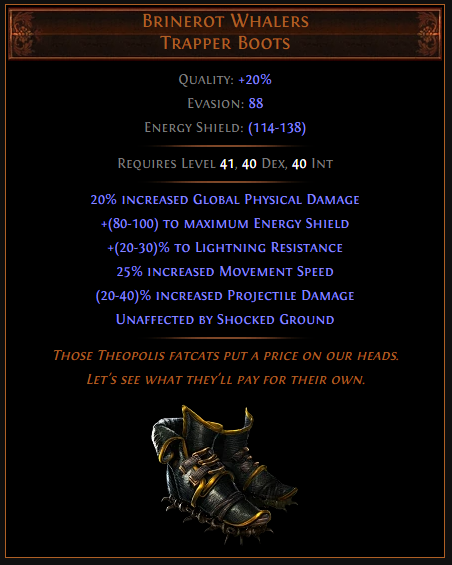 Brinerot Whalers
Trapper Boots
Quality: +20%
Evasion: 88
Energy Shield: (114-138)
Requires Level 41, 40 Dex, 40 Int
20% increased Global Physical Damage
+(80-100) to maximum Energy Shield
+(20-30)% to Lightning Resistance
25% increased Movement Speed
(20-40)% increased Projectile Damage
Unaffected by Shocked Ground
Those Theopolis fatcats put a price on our heads.
Let's see what they'll pay for their own.